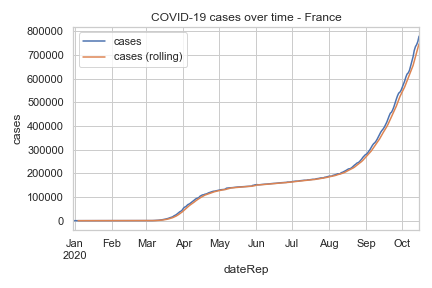 COVID-19 cases over time - France
cases
cases (rolling)
800000
700000
600000
500000
400000
300000
200000
100000
0
cases
Jan Feb Mar Apr May Jun Jul Aug Sep Oct
2020
dateRep